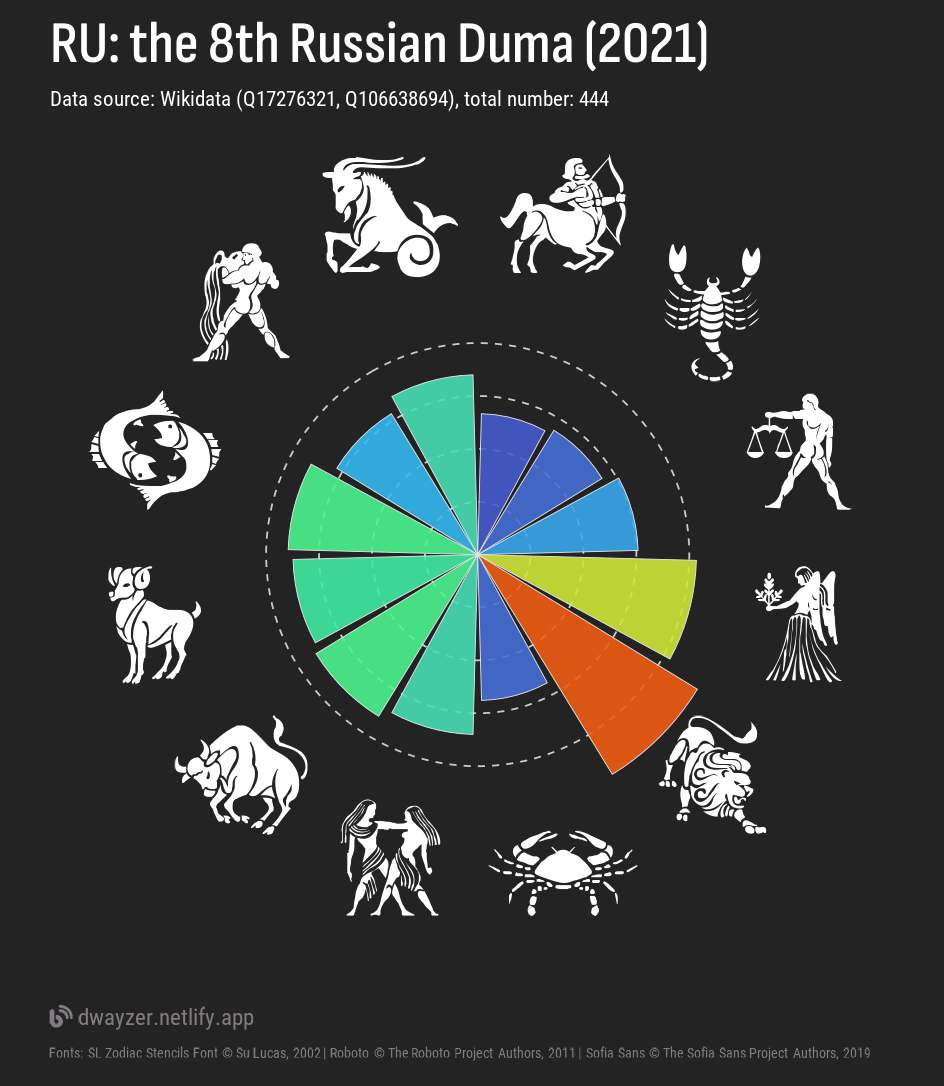 RU: the 8th Russian Duma (2021)
Data source: Wikidata (Q17276321, Q106638694), total number: 444
dwayzer.netlify.app
Fonts: SL Zodiac Stencils Font © Su Lucas, 2002 | Roboto © The Roboto Project Authors, 2011 | Sofia Sans © The Sofia Sans Project Authors, 2019